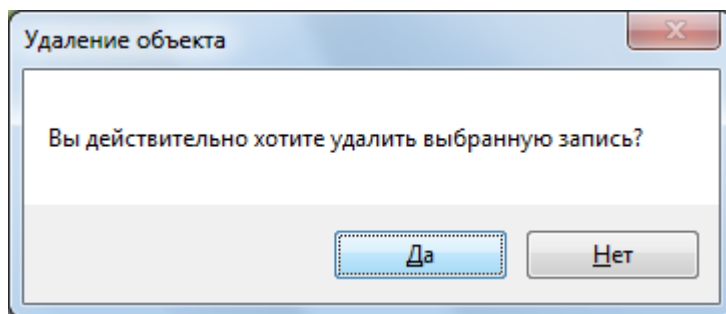 Удаление объекта
Вы действительно хотите удалить выбранную запись?
Да Нет